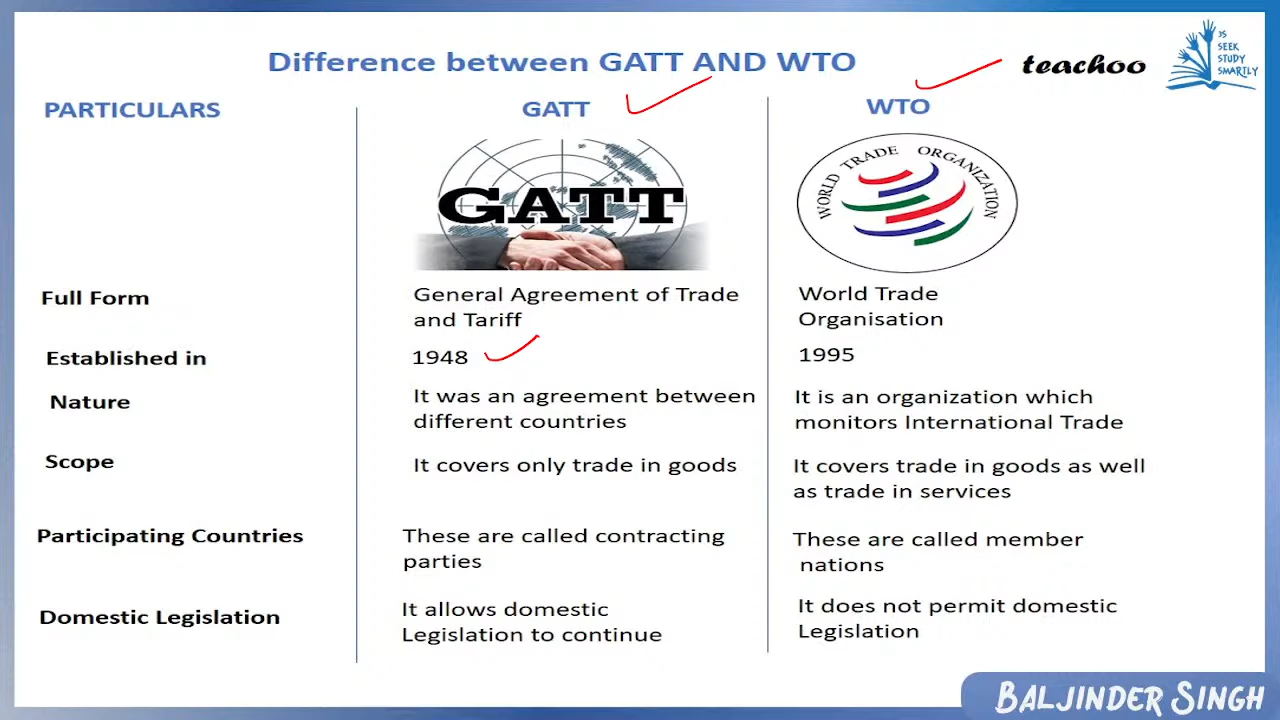 Difference between GATT AND WTO
teachoo
JS
SEEK
STUDY
SMARTLY
PARTICULARS
GATT
WTO
GATT
WORLD TRADE ORGANIZATION
Full Form
General Agreement of Trade
and Tariff
World Trade
Organisation
Established in
1948
1995
Nature
It was an agreement between
different countries
It is an organization which
monitors International Trade
Scope
It covers only trade in goods
It covers trade in goods as well
as trade in services
Participating Countries
These are called contracting
parties
These are called member
nations
Domestic Legislation
It allows domestic
Legislation to continue
It does not permit domestic
Legislation
BALJINDER SINGH